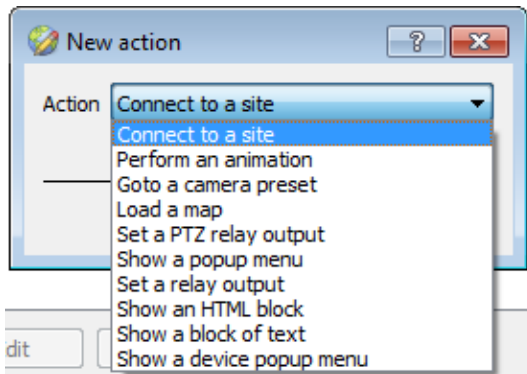 New action
?
Action Connect to a site
Connect to a site
Perform an animation
Goto a camera preset
Load a map
Set a PTZ relay output
Show a popup menu
Set a relay output
Show an HTML block
dit
Show a block of text
Show a device popup menu